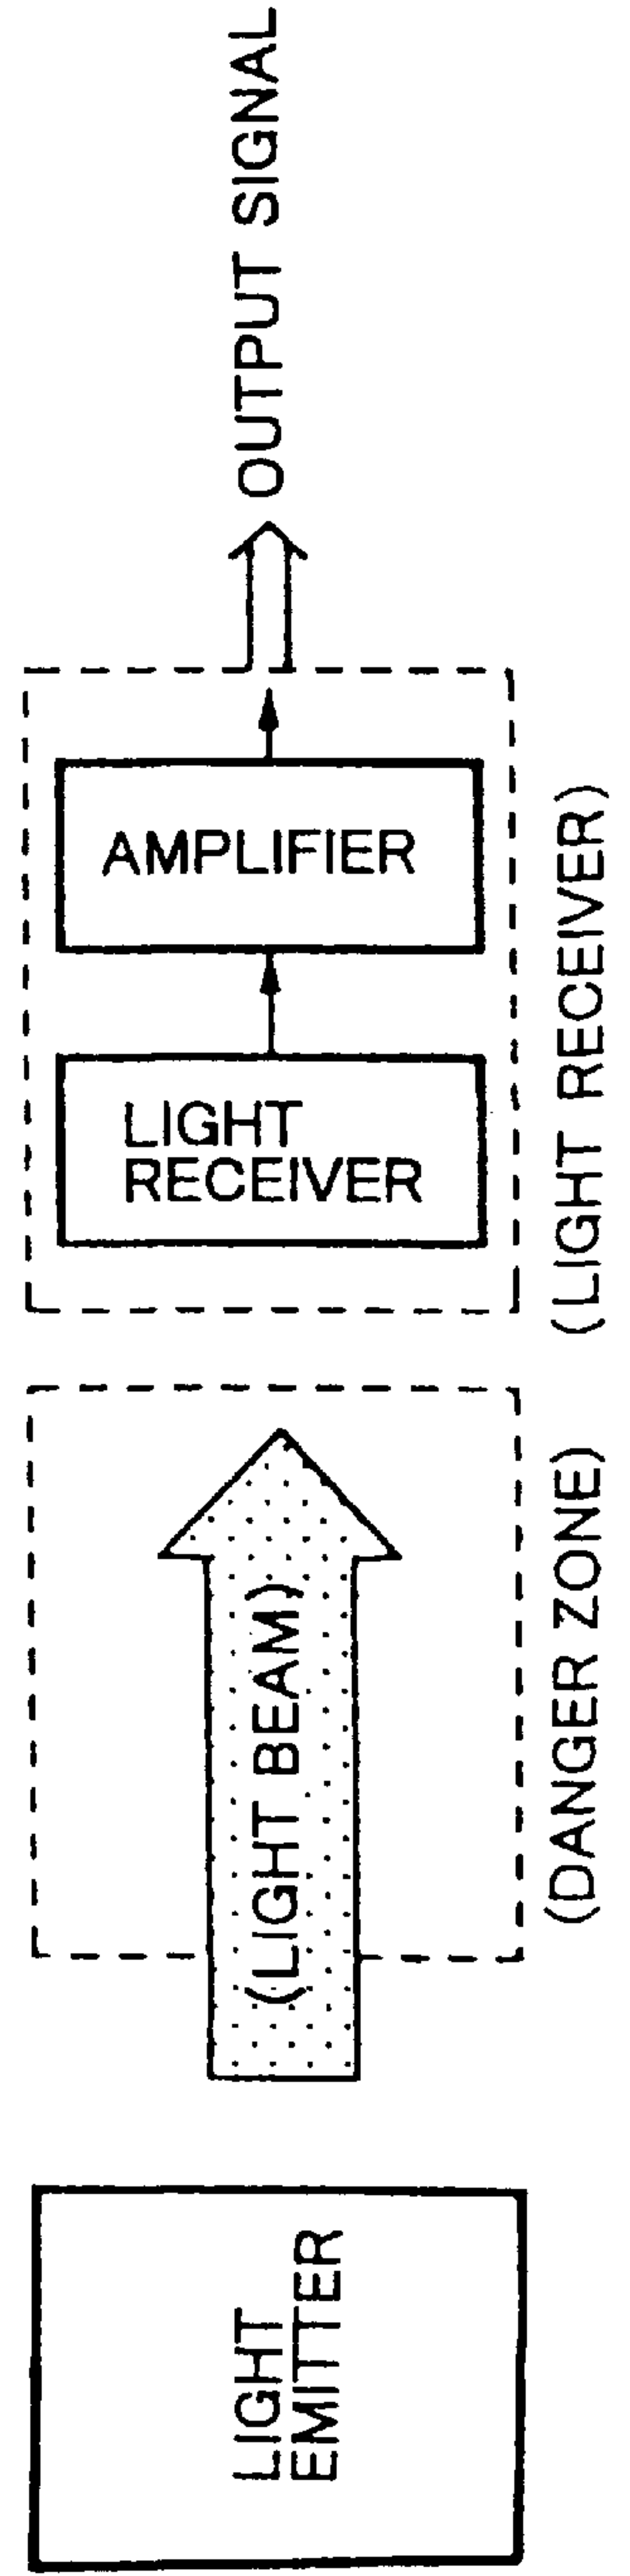 LIGHT
EMITTER
(LIGHT BEAM)
(DANGER ZONE)
LIGHT
RECEIVER
AMPLIFIER
(LIGHT RECEIVER)
OUTPUT SIGNAL